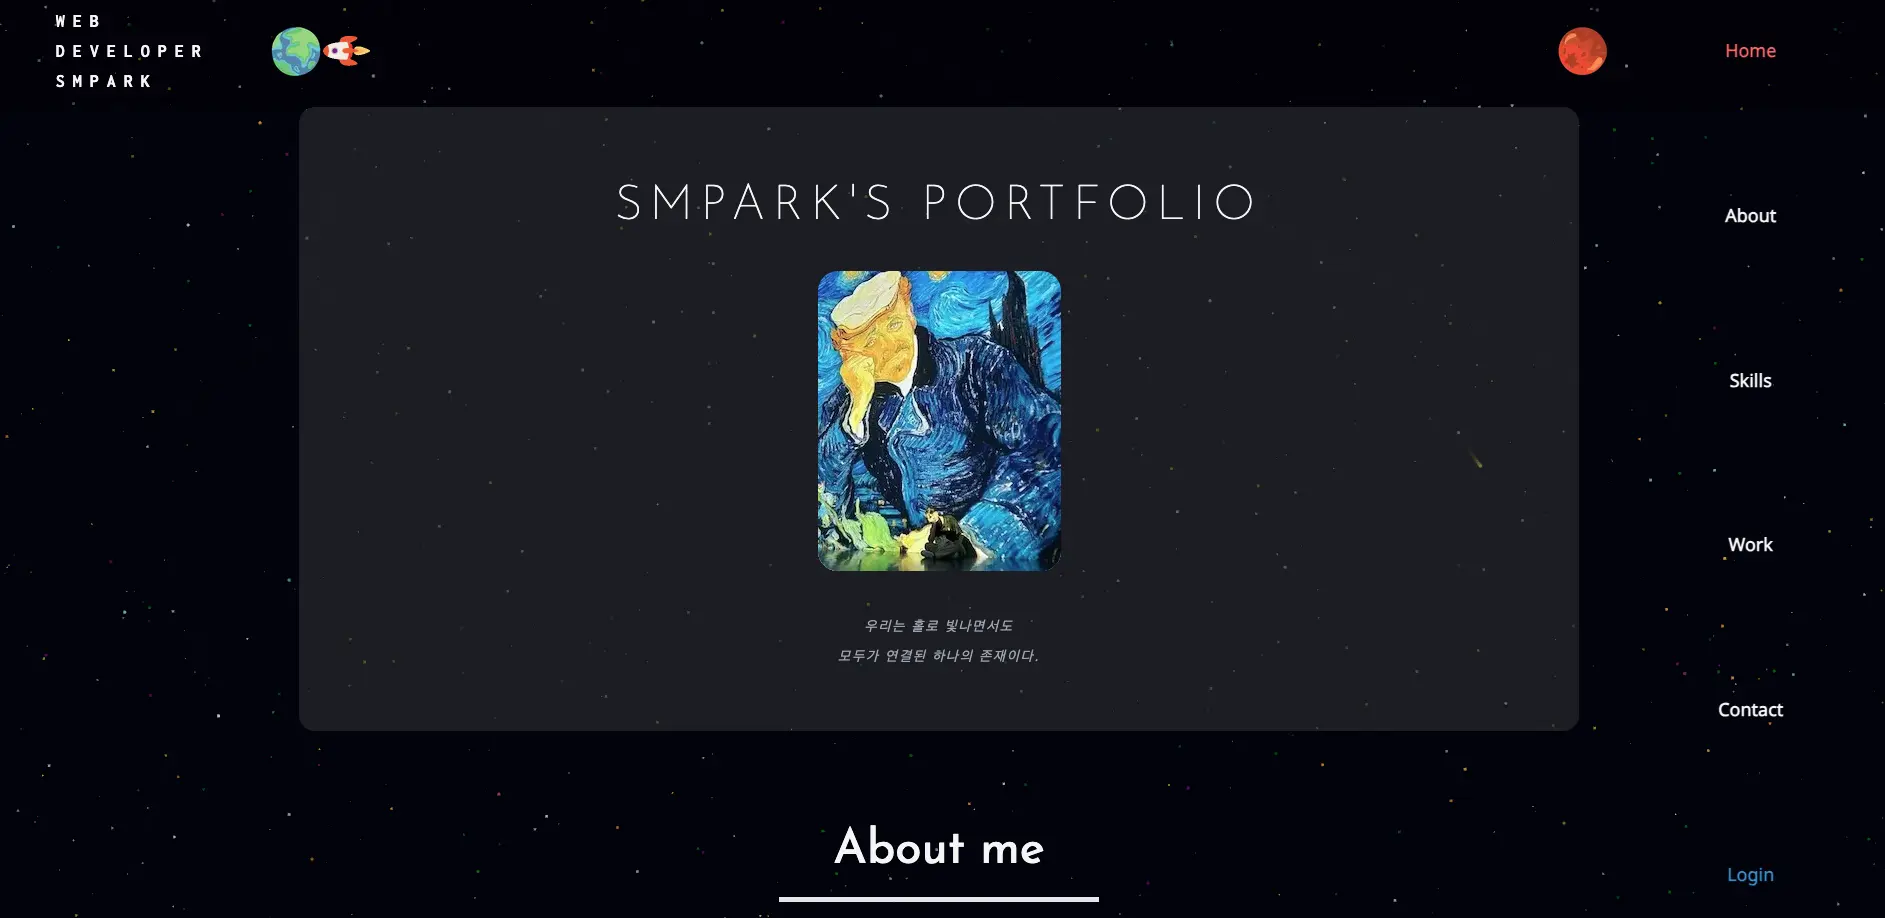 WEB
DEVELOPER
SMPARK
Home
SMPARK'S PORTFOLIO
About
Skills
Work
우리는 홀로 빛나면서도
모두가 연결된 하나의 존재이다.
Contact
About me
Login